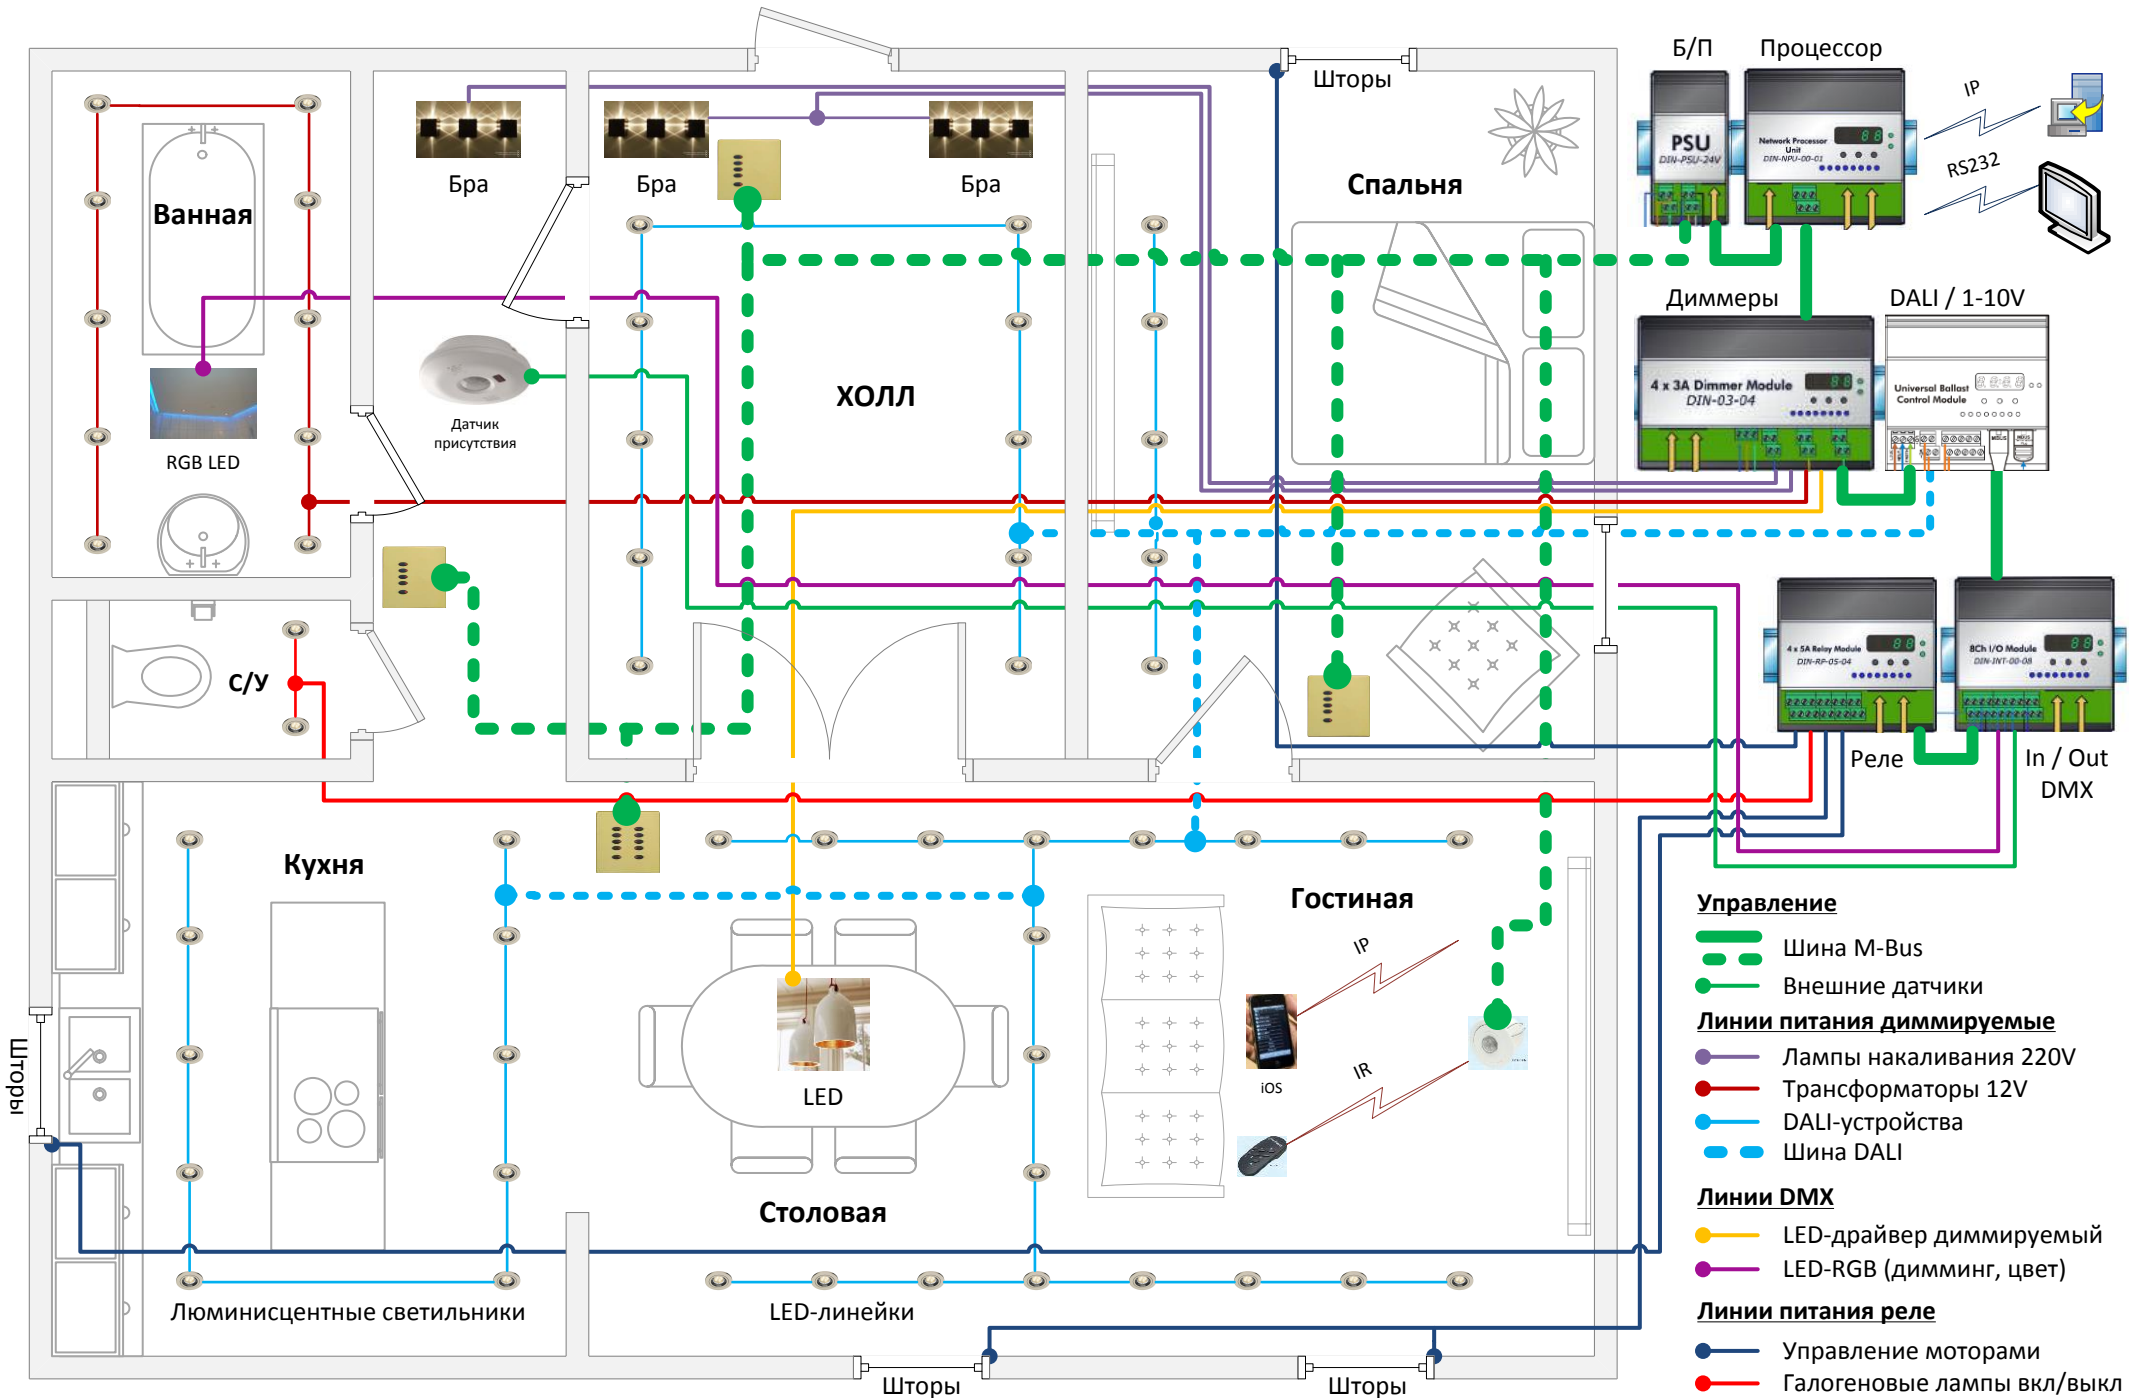 Б/П
Процессор
Шторы
IP
RS232
PSU
DIN-PSU-24V
Network Processor
Unit
DIN-NPU-00-01
Бра
Бра
Бра
Спальня
Ванная
Диммеры
DALI / 1-10V
4 x 3A Dimmer Module
DIN-03-04
Universal Ballast
Control Module
MBUS
ХОЛЛ
Датчик
присутствия
RGB LED
4 x 5A Relay Module
DIN-RP-05-04
8Ch I/O Module
DIN-INT-00-08
С/У
Реле
In / Out
DMX
Кухня
Гостиная
IP
IR
iOS
LED
Шторы
Столовая
Люминисцентные светильники
LED-линейки
Шторы
Шторы
Управление
Шина M-Bus
Внешние датчики
Линии питания диммируемые
Лампы накаливания 220V
Трансформаторы 12V
DALI-устройства
Шина DALI
Линии DMX
LED-драйвер диммируемый
LED-RGB (димминг, цвет)
Линии питания реле
Управление моторами
Галогеновые лампы вкл/выкл